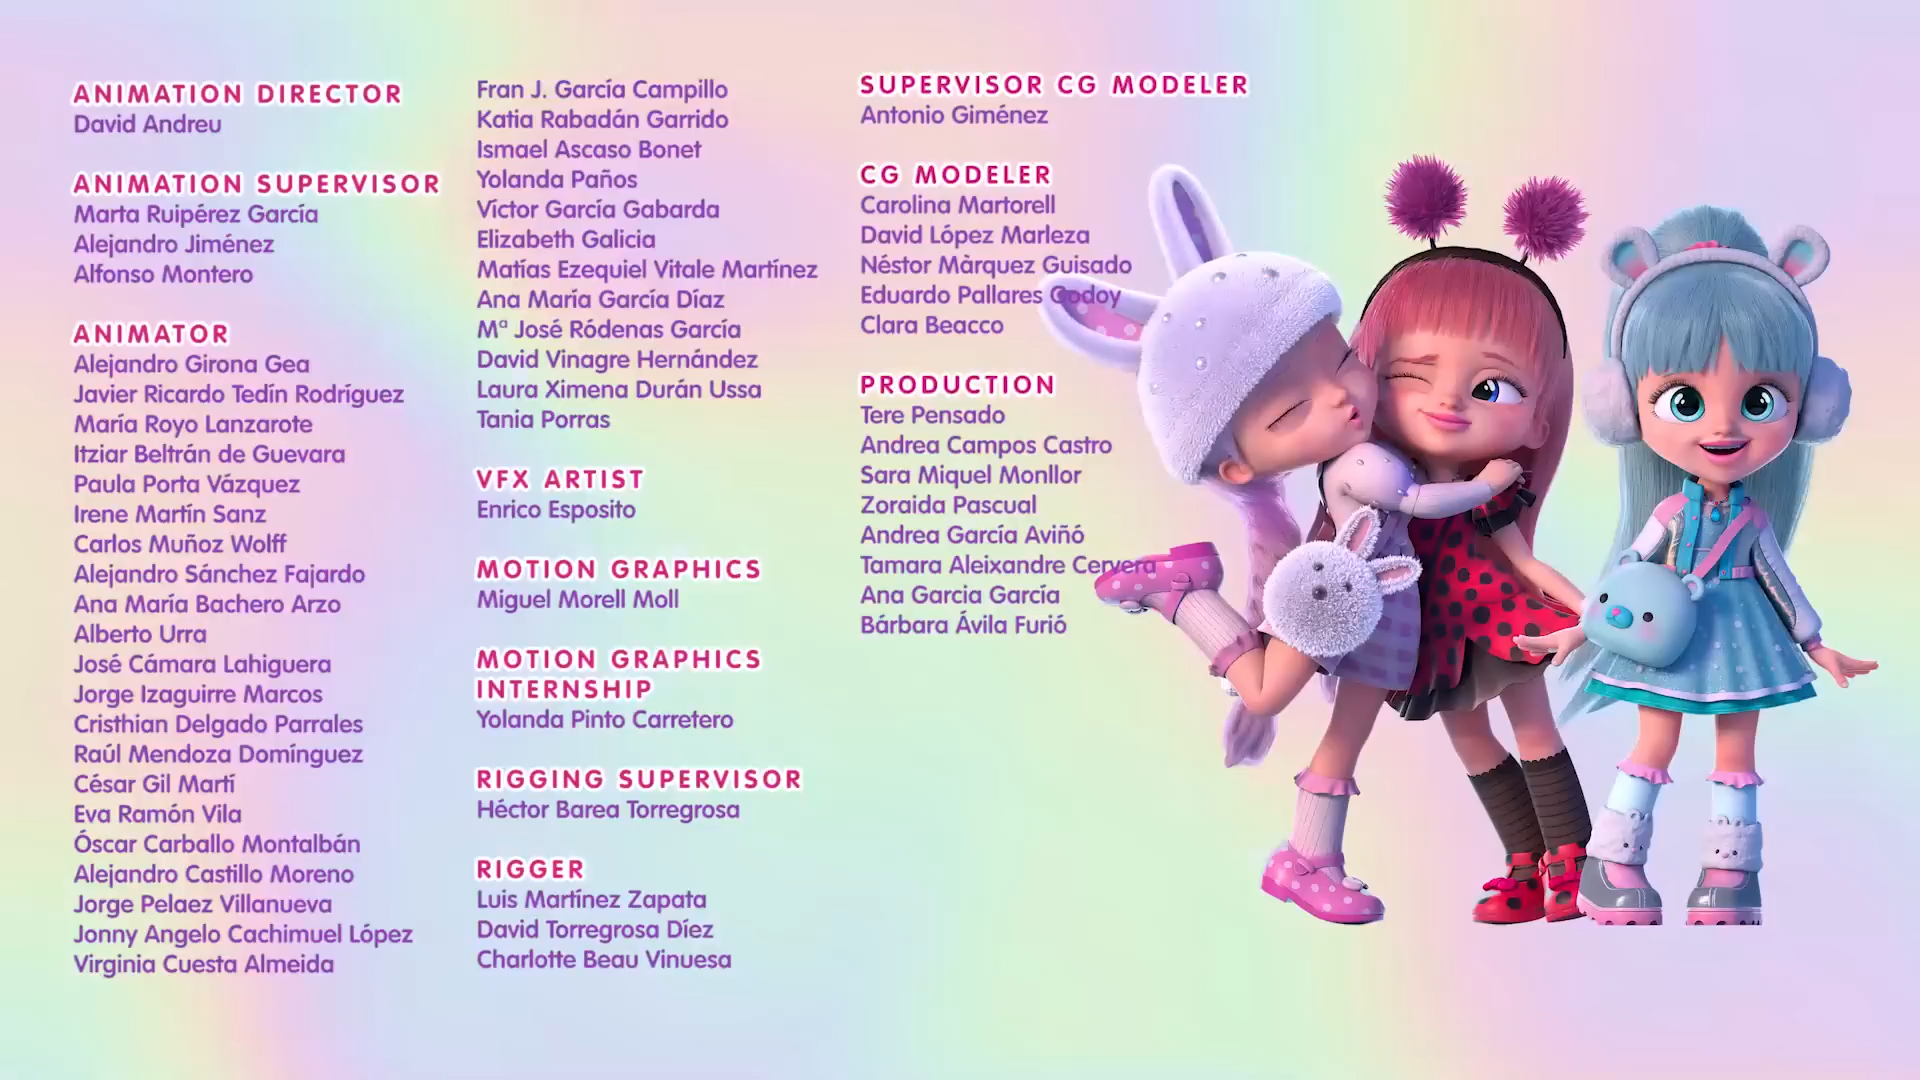 ANIMATION DIRECTOR
David Andreu
ANIMATION SUPERVISOR
Marta Ruipérez García
Alejandro Jiménez
Alfonso Montero
ANIMATOR
Alejandro Girona Gea
Javier Ricardo Tedín Rodríguez
María Royo Lanzarote
Itziar Beltrán de Guevara
Paula Porta Vázquez
Irene Martín Sanz
Carlos Muñoz Wolff
Alejandro Sánchez Fajardo
Ana María Bachero Arzo
Alberto Urra
José Cámara Lahiguera
Jorge Izaguirre Marcos
Cristhian Delgado Parrales
Raúl Mendoza Domínguez
César Gil Martí
Eva Ramón Vila
Óscar Carballo Montalbán
Alejandro Castillo Moreno
Jorge Pelaez Villanueva
Jonny Angelo Cachimuel López
Virginia Cuesta Almeida
Fran J. García Campillo
Katia Rabadán Garrido
Ismael Ascaso Bonet
Yolanda Paños
Víctor García Gabarda
Elizabeth Galicia
Matías Ezequiel Vitale Martínez
Ana María García Díaz
Mª José Ródenas García
David Vinagre Hernández
Laura Ximena Durán Ussa
Tania Porras
VFX ARTIST
Enrico Esposito
MOTION GRAPHICS
Miguel Morell Moll
MOTION GRAPHICS
INTERNSHIP
Yolanda Pinto Carretero
RIGGING SUPERVISOR
Héctor Barea Torregrosa
RIGGER
Luis Martínez Zapata
David Torregrosa Díez
Charlotte Beau Vinuesa
SUPERVISOR CG MODELER
Antonio Giménez
CG MODELER
Carolina Martorell
David López Marleza
Néstor Màrquez Guisado
Eduardo Pallares Godoy
Clara Beacco
PRODUCTION
Tere Pensado
Andrea Campos Castro
Sara Miquel Monllor
Zoraida Pascual
Andrea García Aviñó
Tamara Aleixandre Cervera
Ana Garcia García
Bárbara Ávila Furió